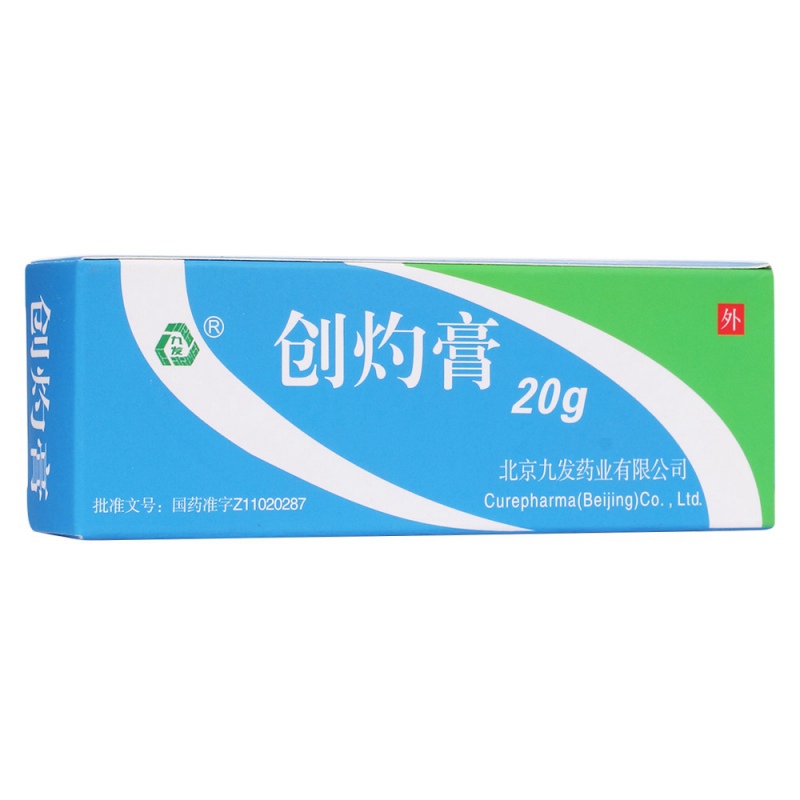 创灼膏
九发
®
创灼膏
20g
外
北京九发药业有限公司
Curepharma(Beijing)Co., Ltd.
批准文号：国药准字Z11020287